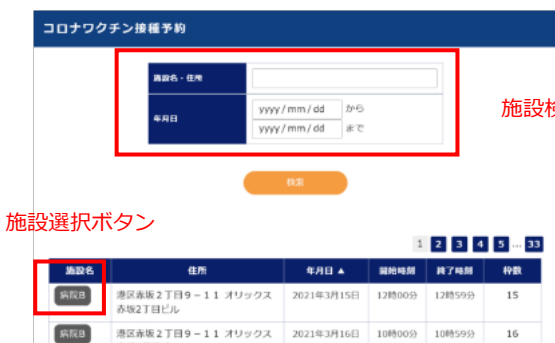 コロナワクチン接種予約
施設名・住所
年月日
yyyy/mm/dd から
yyyy/mm/dd まで
施設検
検索
施設選択ボタン
1 2 3 4 5 ... 33
施設名 住所 年月日 ▲ 開始時刻 終了時刻 枠数
病院B 港区赤坂2丁目9-11 オリックス 2021年3月15日 12時00分 12時59分 15
赤坂2丁目ビル
病院B 港区赤坂2丁目9-11 オリックス 2021年3月16日 10時00分 10時59分 16